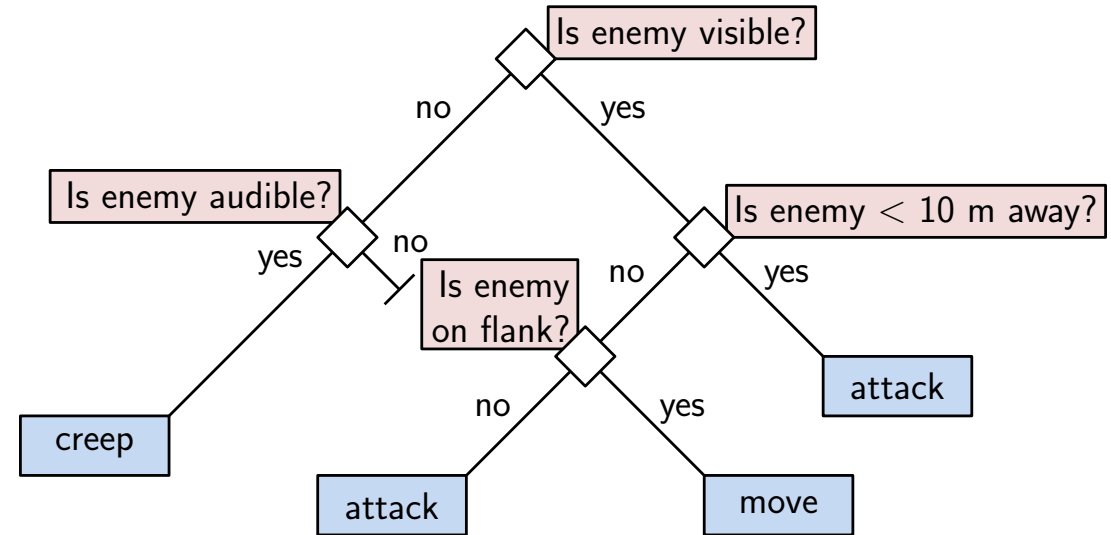 Is enemy visible?
no
yes
Is enemy audible?
Is enemy < 10 m away?
yes
no
no
yes
Is enemy
on flank?
attack
no
yes
creep
attack
move